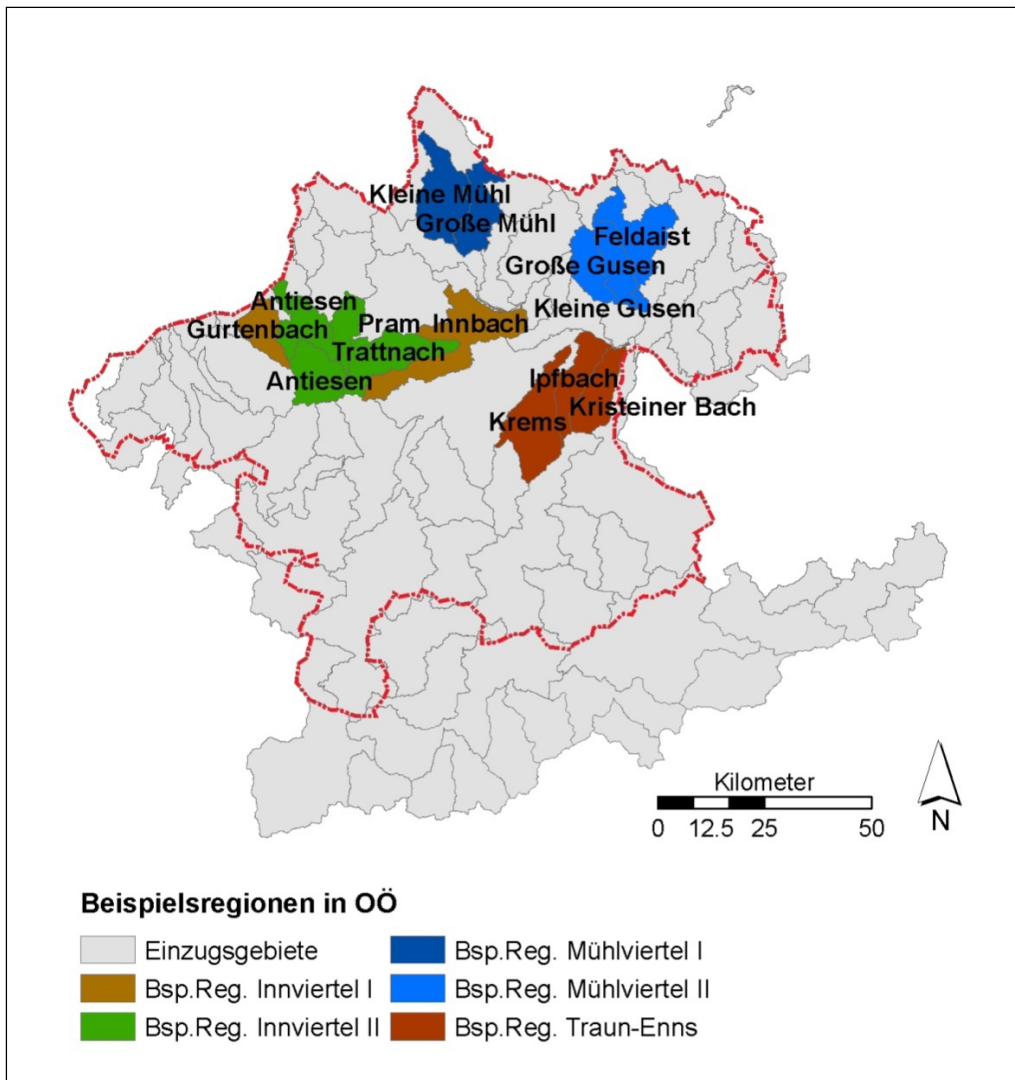 Kleine Mühl
Große Mühl
Feldaist
Große Gusen
Kleine Gusen
Antiesen
Gurtenbach
Pram
Innbach
Trattnach
Antiesen
Ipfbach
Kristeiner Bach
Krems
Kilometer
0 12.5 25 50
N
Beispielsregionen in OÖ
Einzugsgebiete
Bsp.Reg. Innviertel I
Bsp.Reg. Innviertel II
Bsp.Reg. Mühlviertel I
Bsp.Reg. Mühlviertel II
Bsp.Reg. Traun-Enns